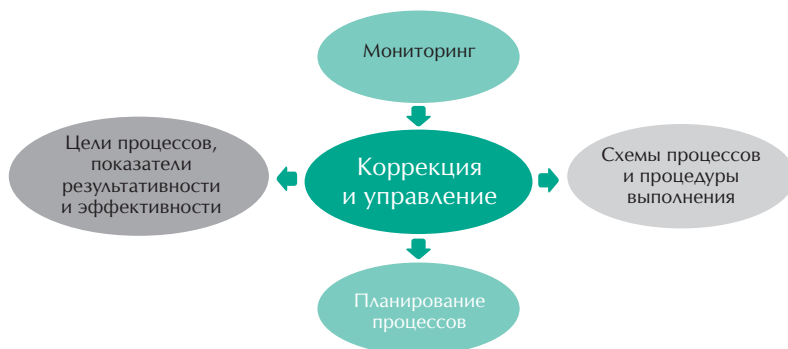 Мониторинг
Цели процессов,
показатели
результативности
и эффективности
Коррекция
и управление
Схемы процессов
и процедуры
выполнения
Планирование
процессов